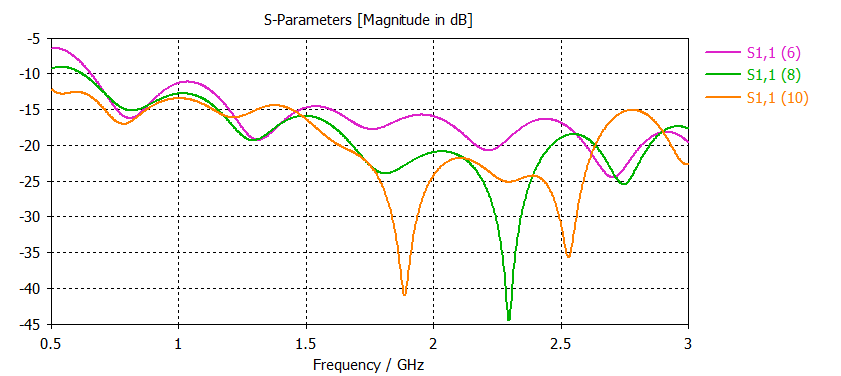 S-Parameters [Magnitude in dB]
-5
-10
-15
-20
-25
-30
-35
-40
-45
0.5 1 1.5 2 2.5 3
Frequency / GHz
S1,1 (6)
S1,1 (8)
S1,1 (10)